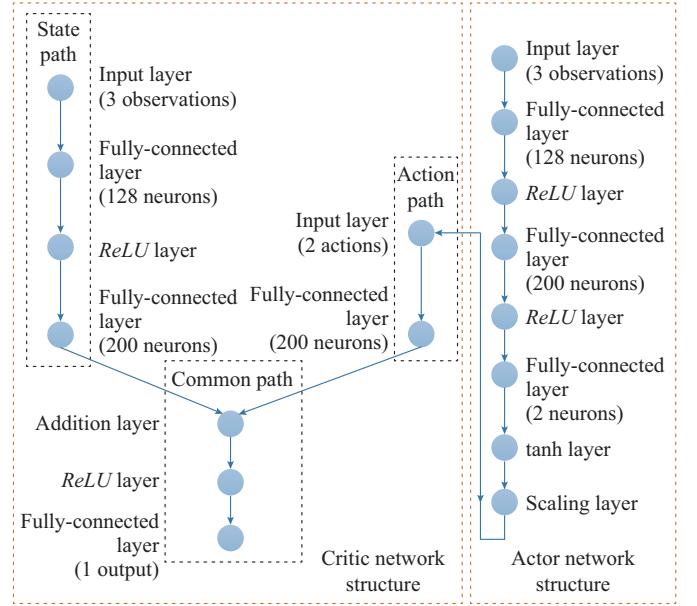 State
path
Input layer
(3 observations)
Fully-connected
layer
(128 neurons)
ReLU layer
Fully-connected
layer
(200 neurons)
Action
path
Input layer
(2 actions)
Fully-connected
layer
(200 neurons)
Common path
Addition layer
ReLU layer
Fully-connected
layer
(1 output)
Critic network
structure
Input layer
(3 observations)
Fully-connected
layer
(128 neurons)
ReLU layer
Fully-connected
layer
(200 neurons)
ReLU layer
Fully-connected
layer
(2 neurons)
tanh layer
Scaling layer
Actor network
structure